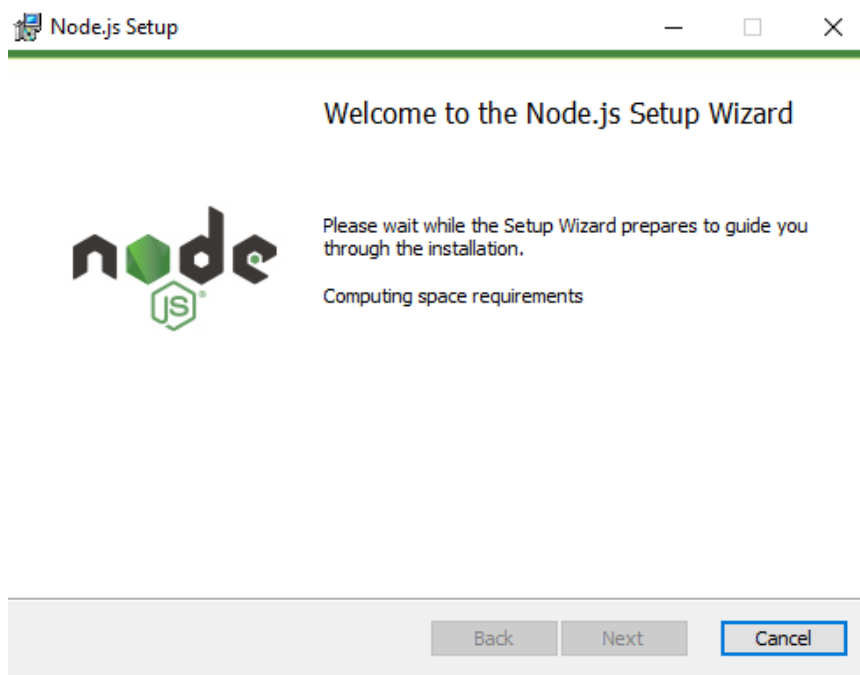 Node.js Setup
Welcome to the Node.js Setup Wizard
node
JS®
Please wait while the Setup Wizard prepares to guide you
through the installation.
Computing space requirements
Back
Next
Cancel